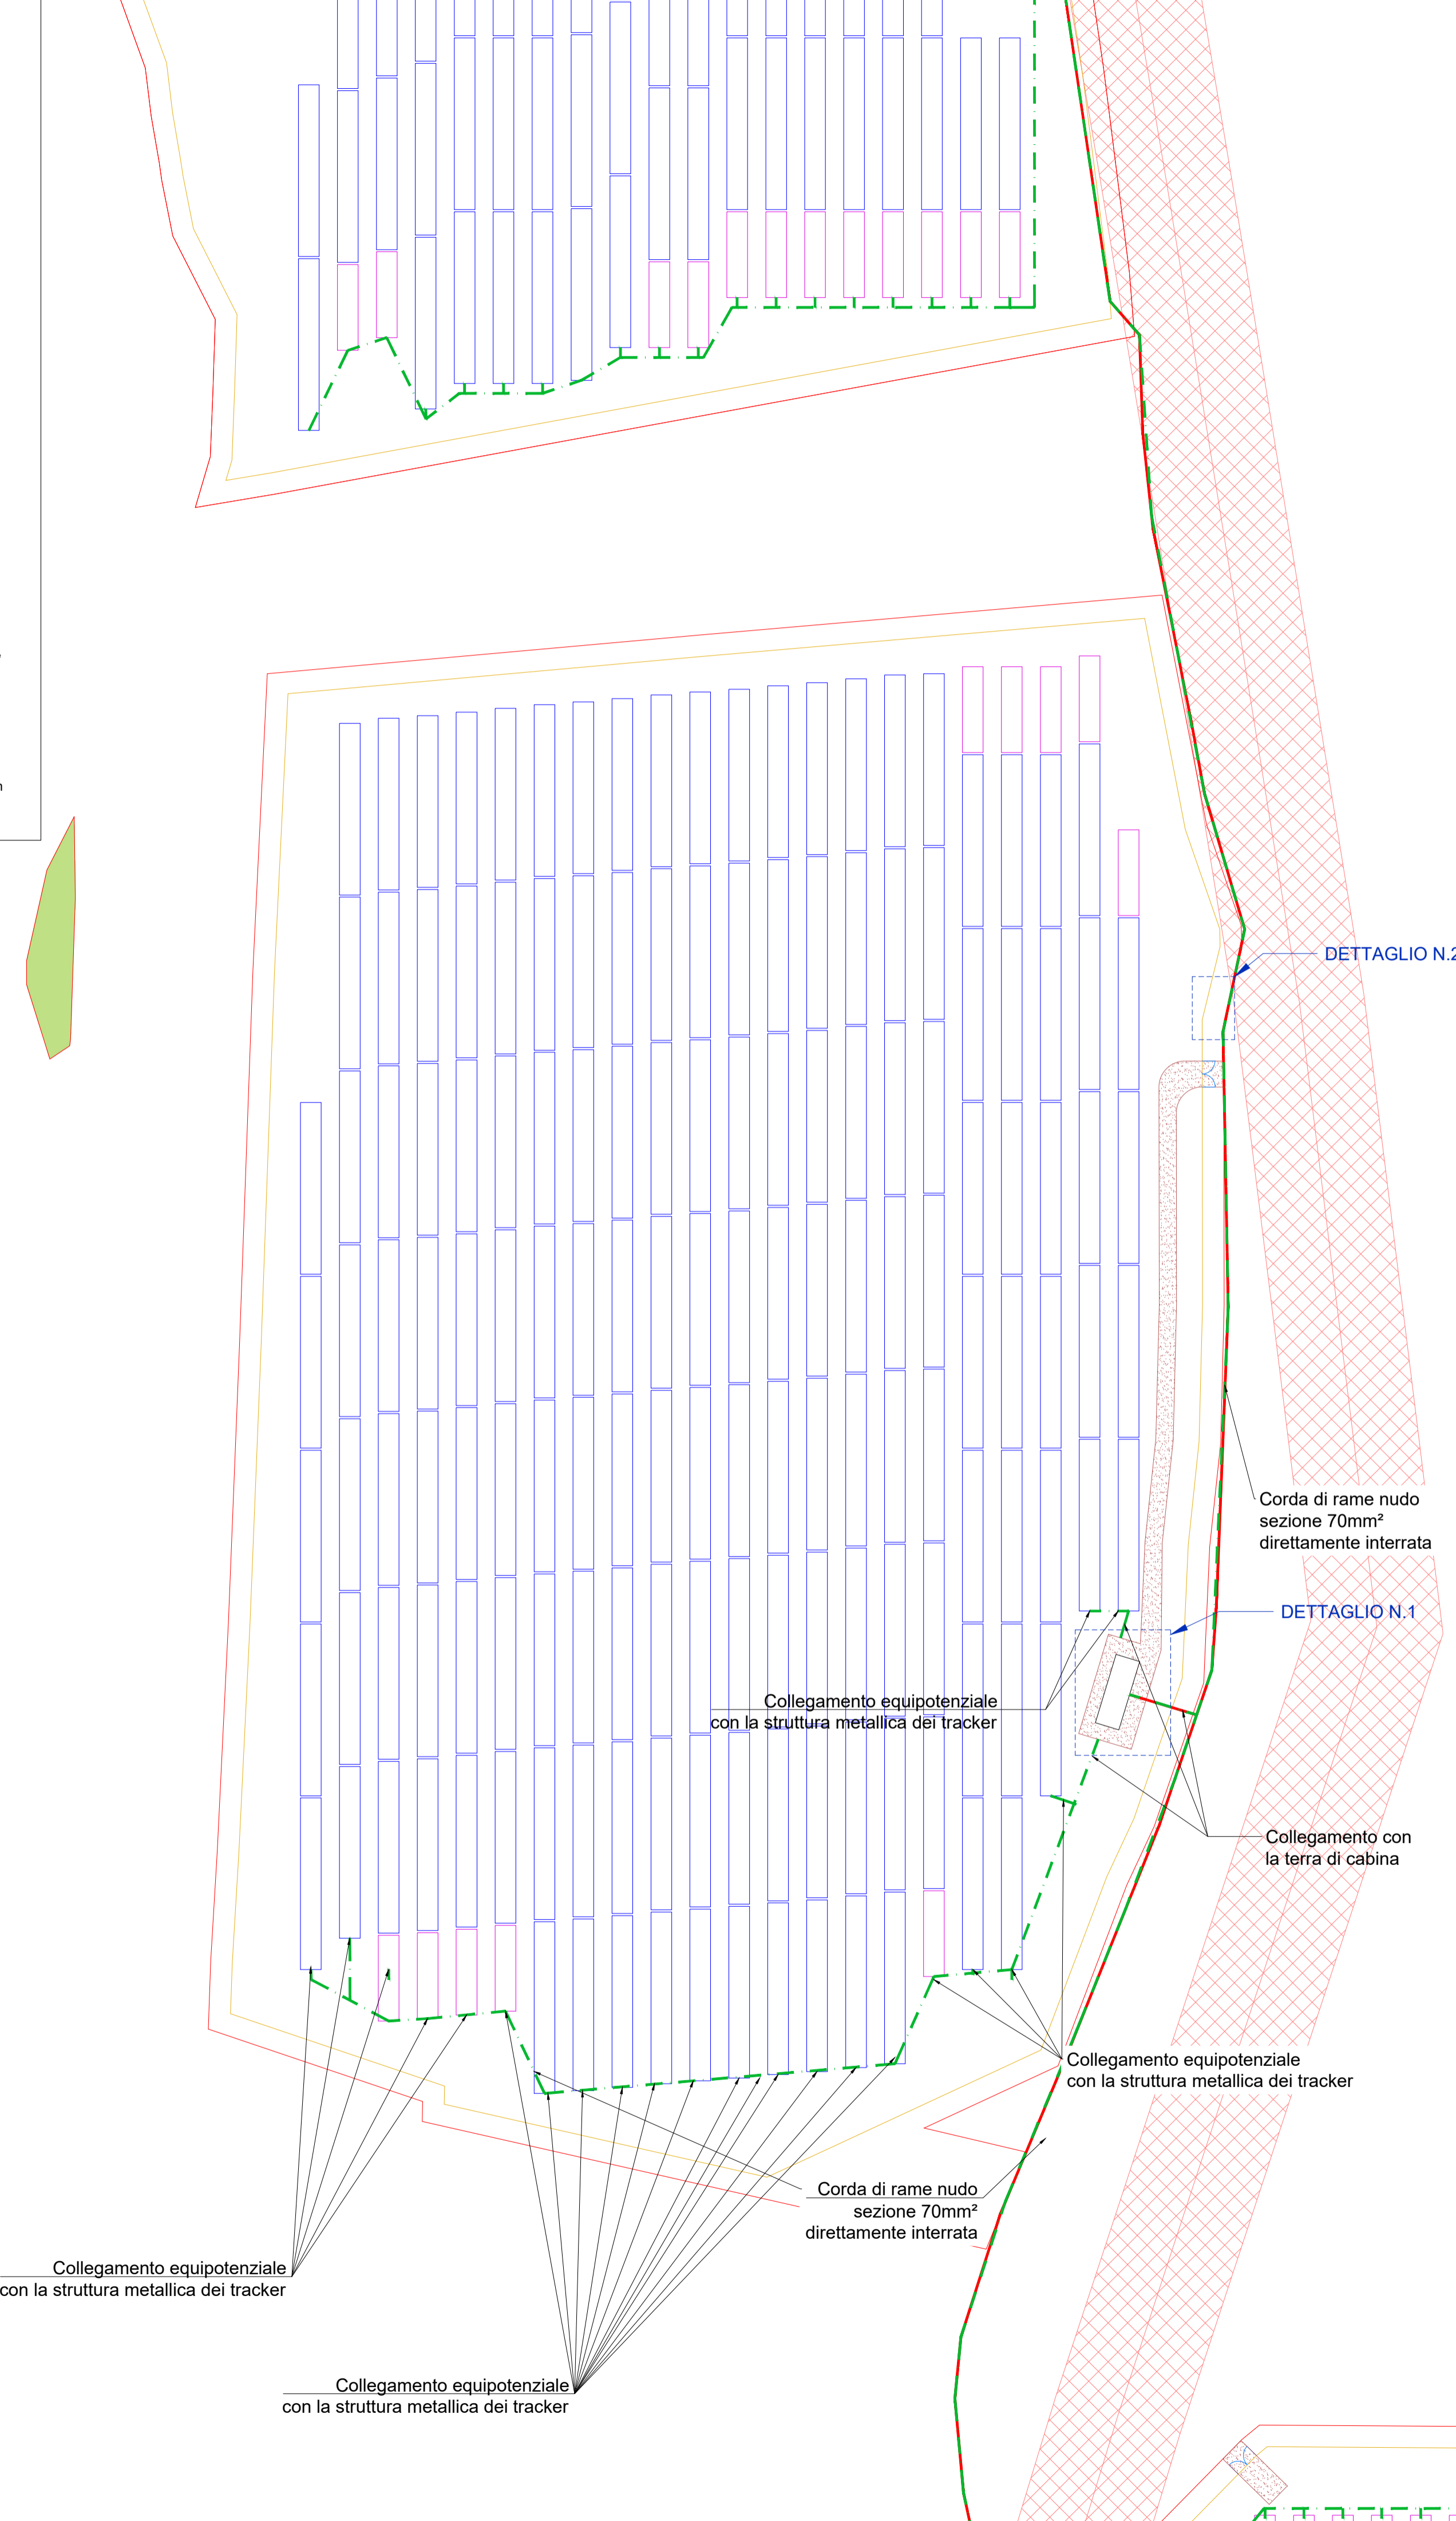 DETTAGLIO N.2
Corda di rame nudo
sezione 70mm²
direttamente interrata
DETTAGLIO N.1
Collegamento equipotenziale
con la struttura metallica dei tracker
Collegamento con
la terra di cabina
Collegamento equipotenziale
con la struttura metallica dei tracker
Corda di rame nudo
sezione 70mm²
direttamente interrata
Collegamento equipotenziale
con la struttura metallica dei tracker
Collegamento equipotenziale
con la struttura metallica dei tracker